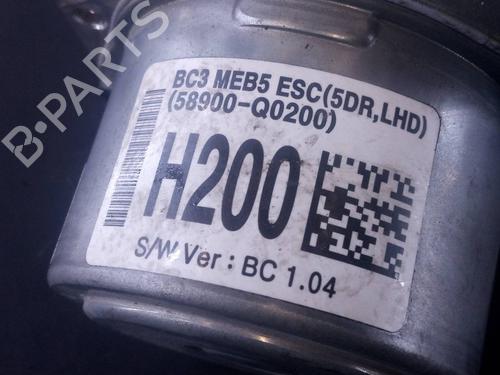 BC3 MEB5 ESC(5DR,LHD)
(58900-Q0200)
H200
S/W Ver : BC 1.04
B-PARTS